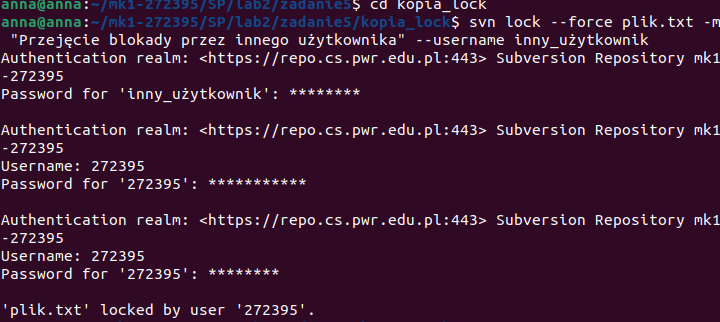 anna@anna:~/mk1-272395/SP/lab2/zadanie5$ cd kopia_lock
anna@anna:~/mk1-272395/SP/lab2/zadanie5/kopia_lock$ svn lock --force plik.txt -m
"Przejęcie blokady przez innego użytkownika" --username inny_użytkownik
Authentication realm: <https://repo.cs.pwr.edu.pl:443> Subversion Repository mk1
-272395
Password for 'inny_użytkownik': ********
Authentication realm: <https://repo.cs.pwr.edu.pl:443> Subversion Repository mk1
-272395
Username: 272395
Password for '272395': ***********
Authentication realm: <https://repo.cs.pwr.edu.pl:443> Subversion Repository mk1
-272395
Username: 272395
Password for '272395': ********
'plik.txt' locked by user '272395'.